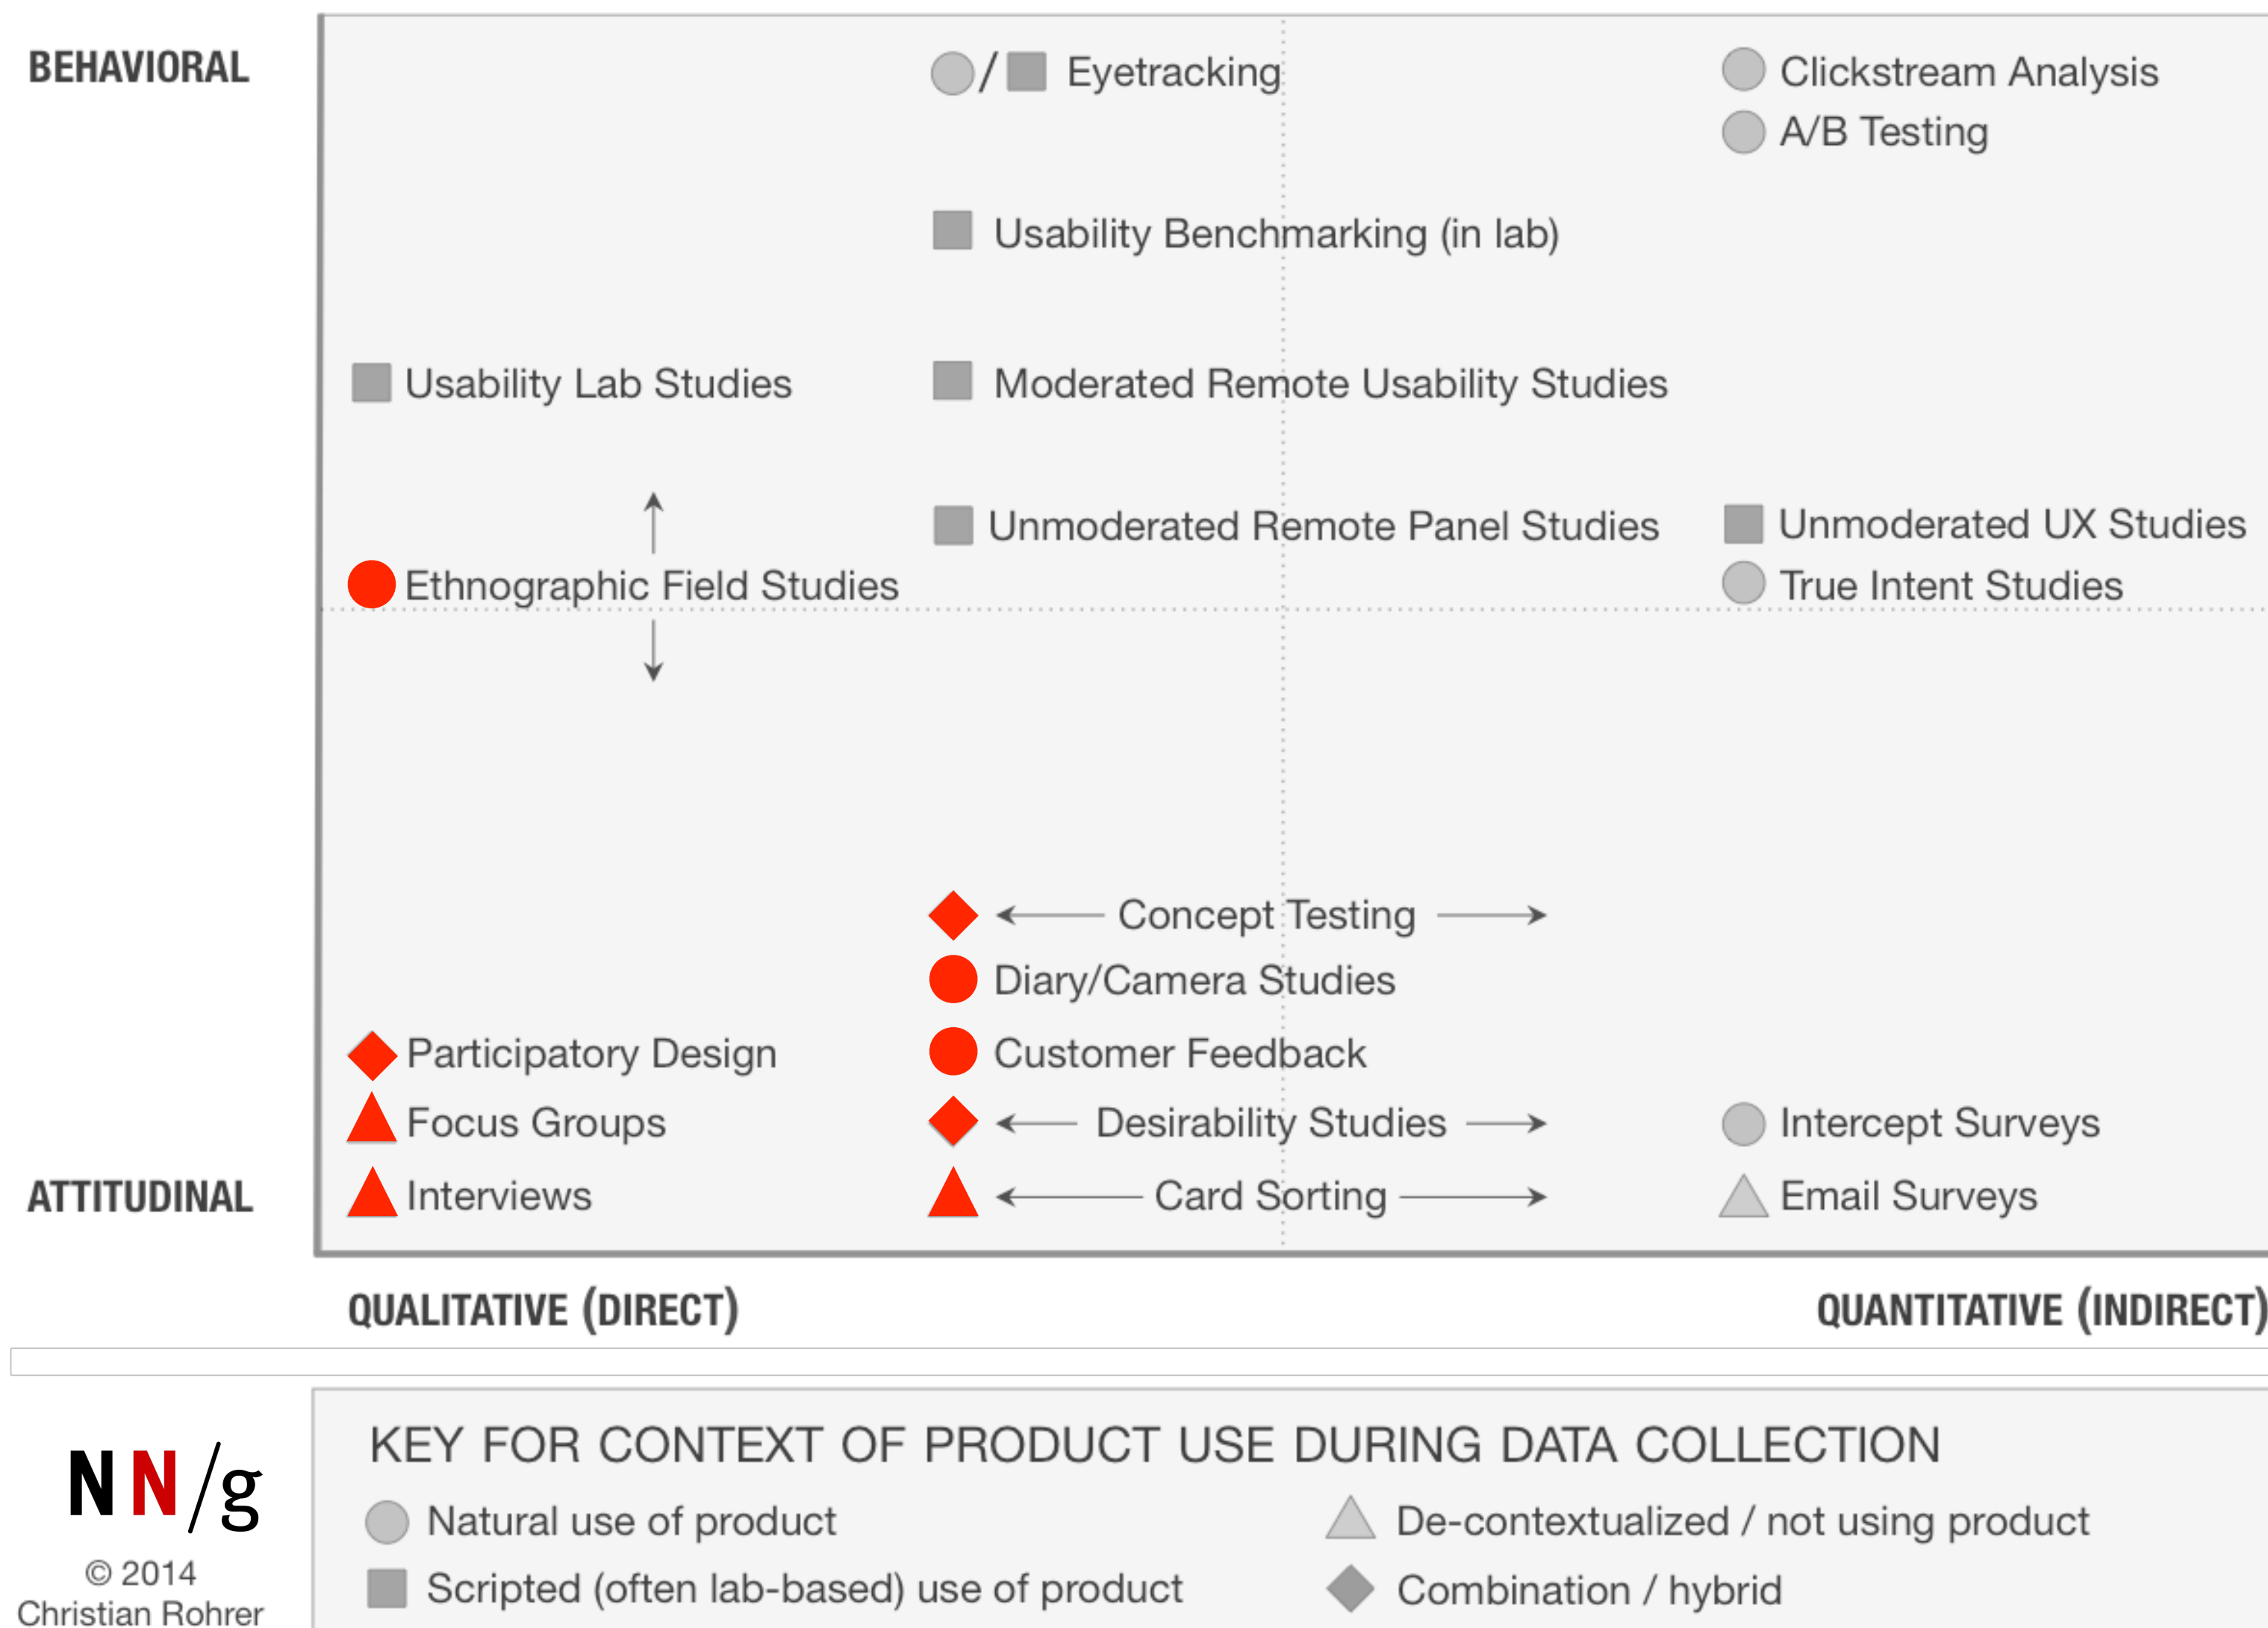 BEHAVIORAL
/ Eyetracking
Clickstream Analysis
A/B Testing
Usability Benchmarking (in lab)
Usability Lab Studies
Moderated Remote Usability Studies
Unmoderated Remote Panel Studies
Unmoderated UX Studies
Ethnographic Field Studies
True Intent Studies
Concept Testing
Diary/Camera Studies
Participatory Design
Customer Feedback
Focus Groups
Desirability Studies
Intercept Surveys
ATTITUDINAL
Interviews
Card Sorting
Email Surveys
QUALITATIVE (DIRECT)
QUANTITATIVE (INDIRECT)
NN/g
© 2014
Christian Rohrer
KEY FOR CONTEXT OF PRODUCT USE DURING DATA COLLECTION
Natural use of product
De-contextualized / not using product
Scripted (often lab-based) use of product
Combination / hybrid